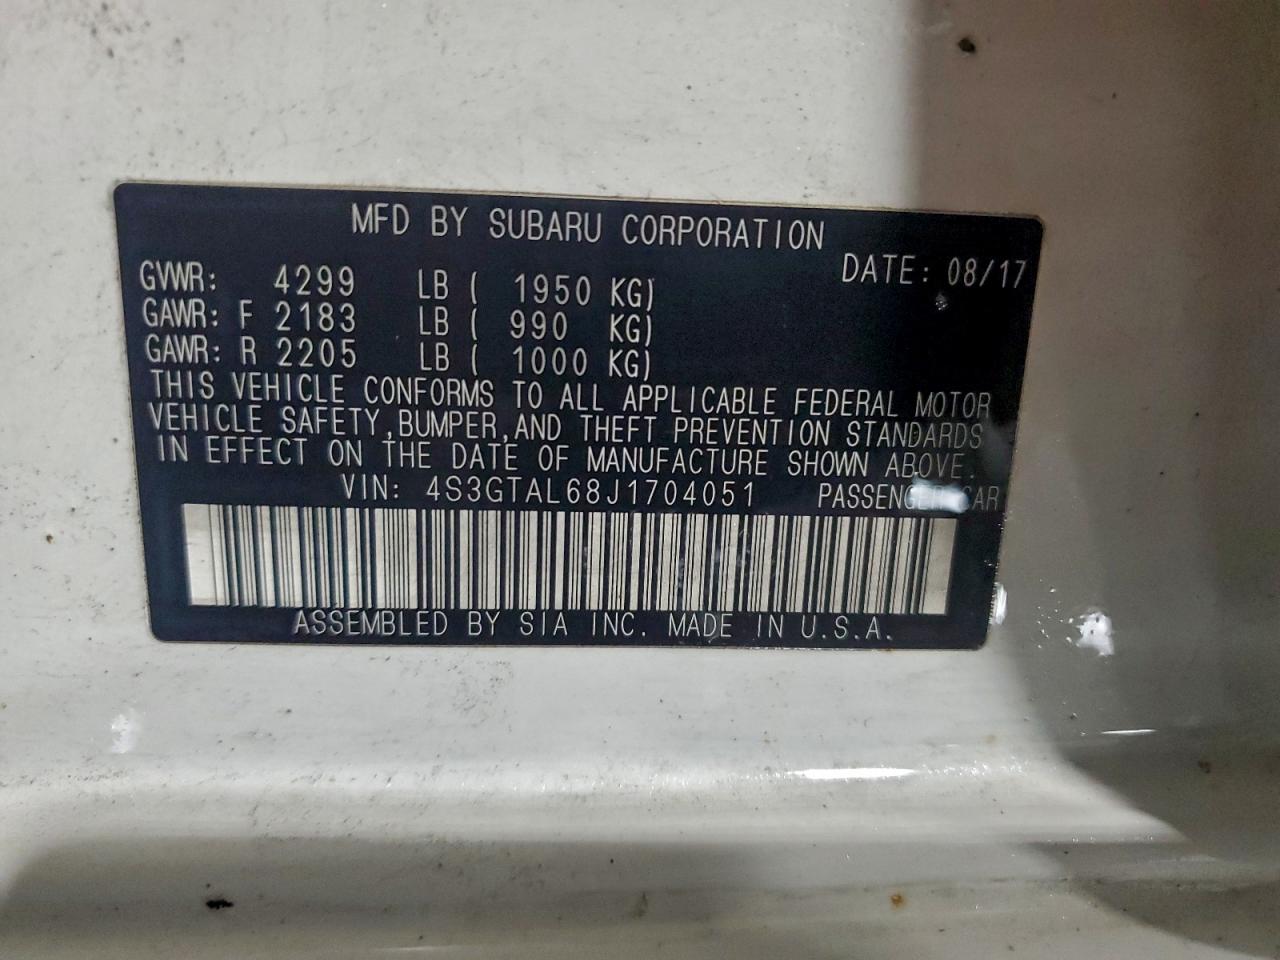 MFD BY SUBARU CORPORATION
DATE: 08/17
GVWR: 4299 LB ( 1950 KG)
GAWR: F 2183 LB ( 990 KG)
GAWR: R 2205 LB ( 1000 KG)
THIS VEHICLE CONFORMS TO ALL APPLICABLE FEDERAL MOTOR
VEHICLE SAFETY,BUMPER,AND THEFT PREVENTION STANDARDS
IN EFFECT ON THE DATE OF MANUFACTURE SHOWN ABOVE.
VIN: 4S3GTAL68J1704051 PASSENGER CAR
ASSEMBLED BY SIA INC. MADE IN U.S.A.